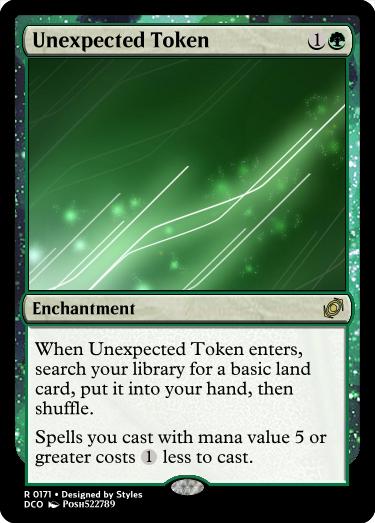 Unexpected Token 1
Enchantment
When Unexpected Token enters,
search your library for a basic land
card, put it into your hand, then
shuffle.
Spells you cast with mana value 5 or
greater costs 1 less to cast.
R 0171 • Designed by Styles
DCO Posh522789